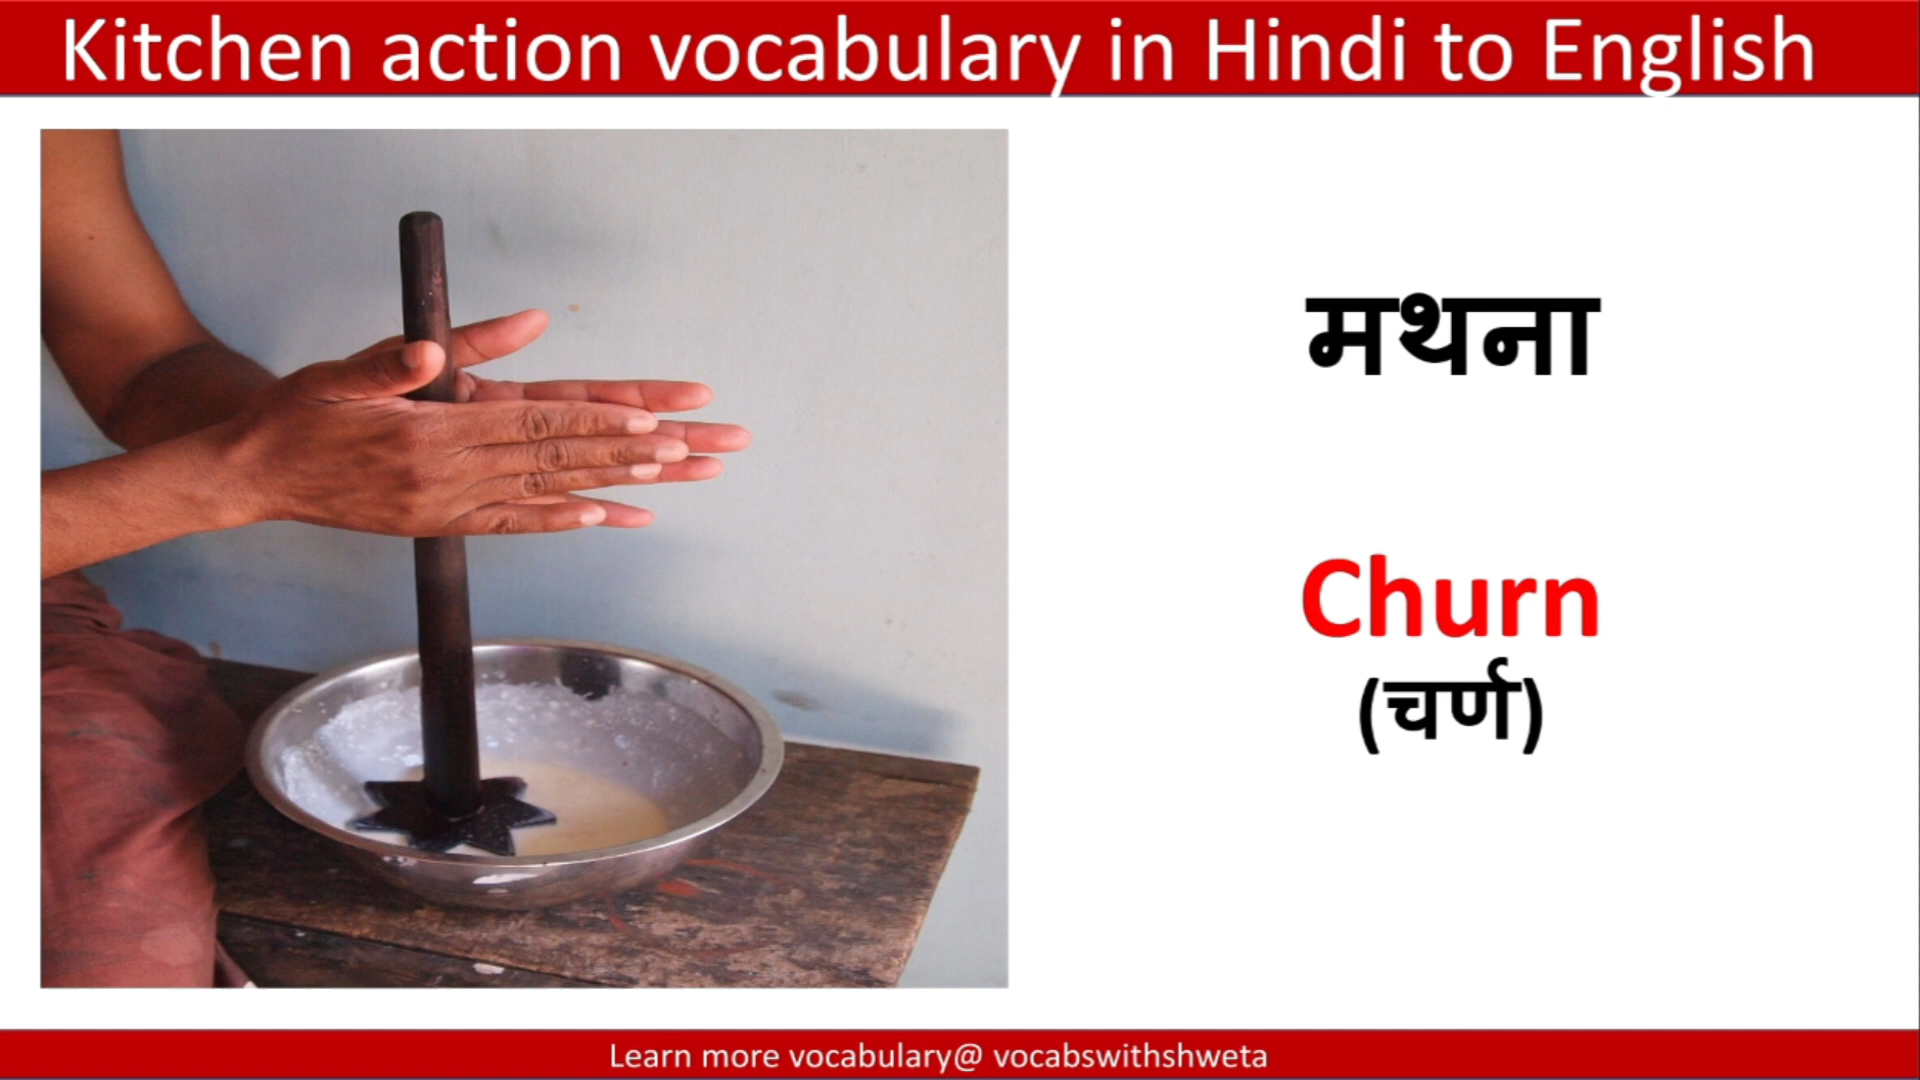 Kitchen action vocabulary in Hindi to English
मथना
Churn
(चर्ण)
Learn more vocabulary@ vocabswithshweta